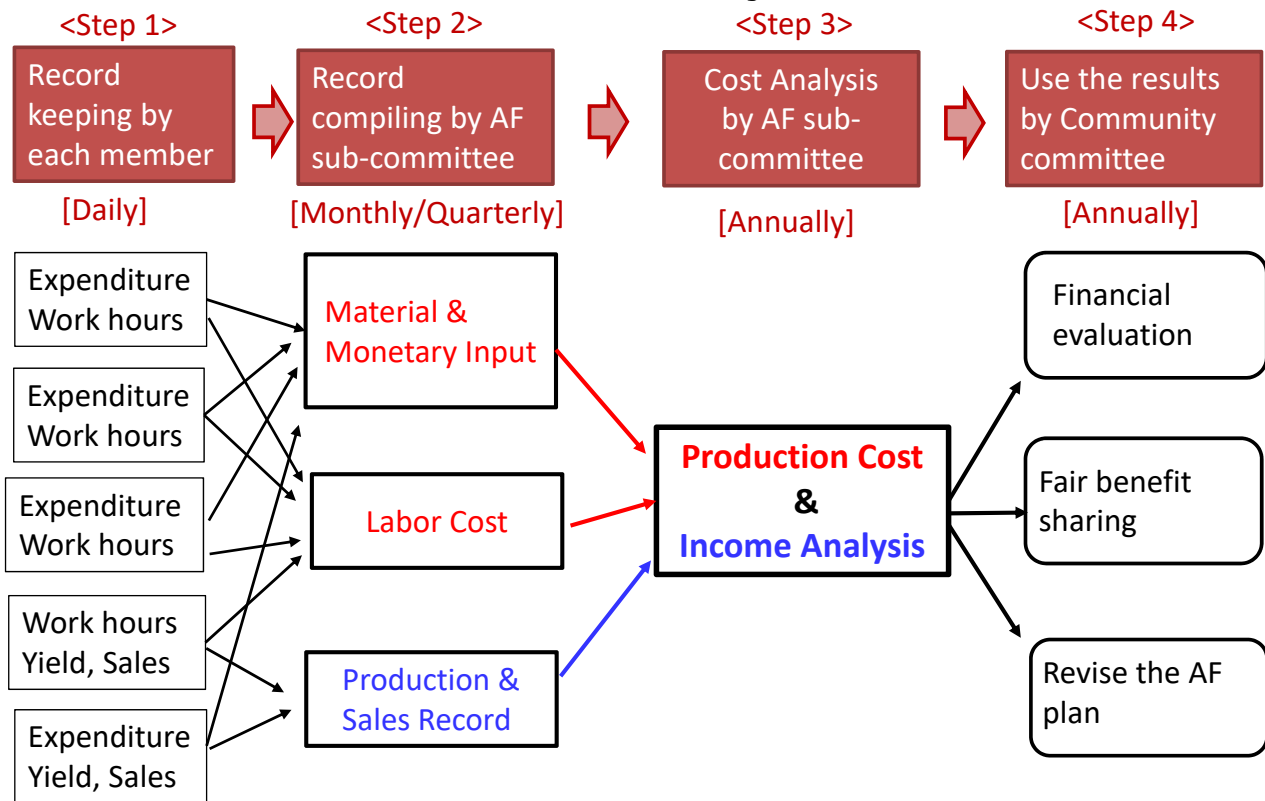 <Step 1>
<Step 2>
<Step 3>
<Step 4>
Record
keeping by
each member
Record
compiling by AF
sub-committee
Cost Analysis
by AF sub-
committee
Use the results
by Community
committee
[Daily]
[Monthly/Quarterly]
[Annually]
[Annually]
Expenditure
Work hours
Expenditure
Work hours
Expenditure
Work hours
Work hours
Yield, Sales
Expenditure
Yield, Sales
Material &
Monetary Input
Labor Cost
Production &
Sales Record
Production Cost
&
Income Analysis
Financial
evaluation
Fair benefit
sharing
Revise the AF
plan